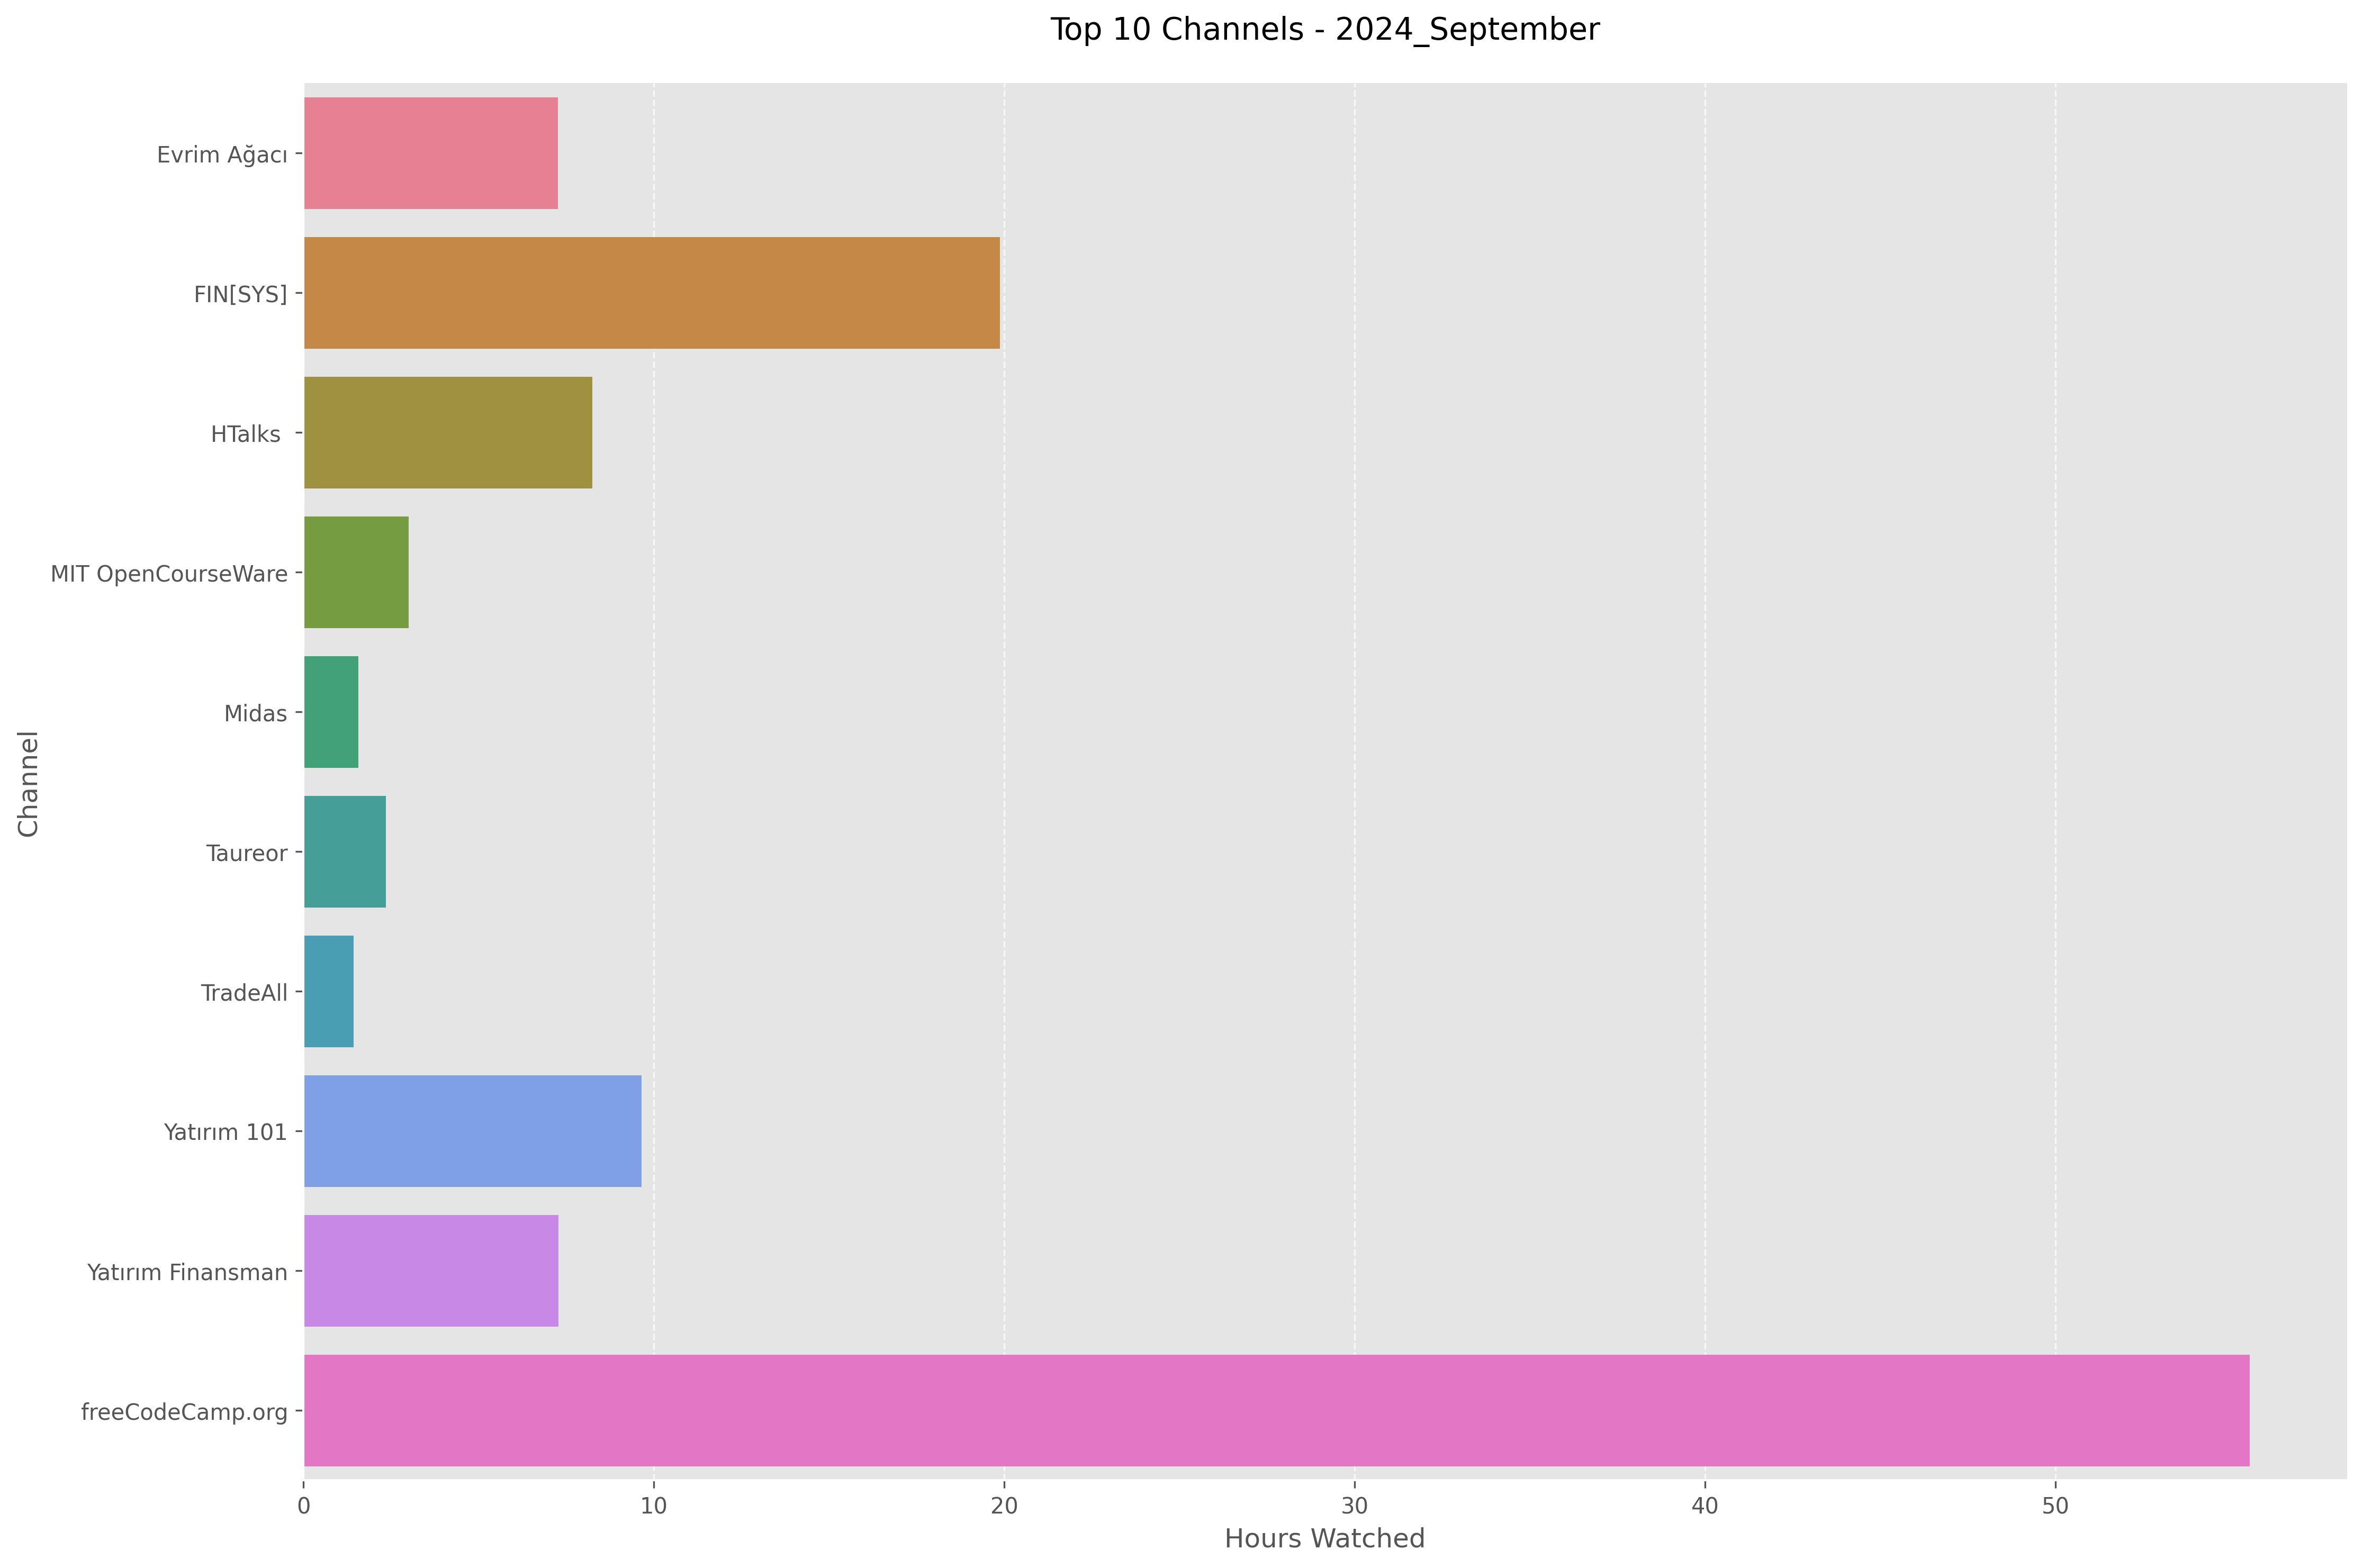 Top 10 Channels - 2024_September
Evrim Ağacı
FIN[SYS]
HTalks
MIT OpenCourseWare
Midas
Taureor
TradeAll
Yatırım 101
Yatırım Finansman
freeCodeCamp.org
Channel
0 10 20 30 40 50
Hours Watched